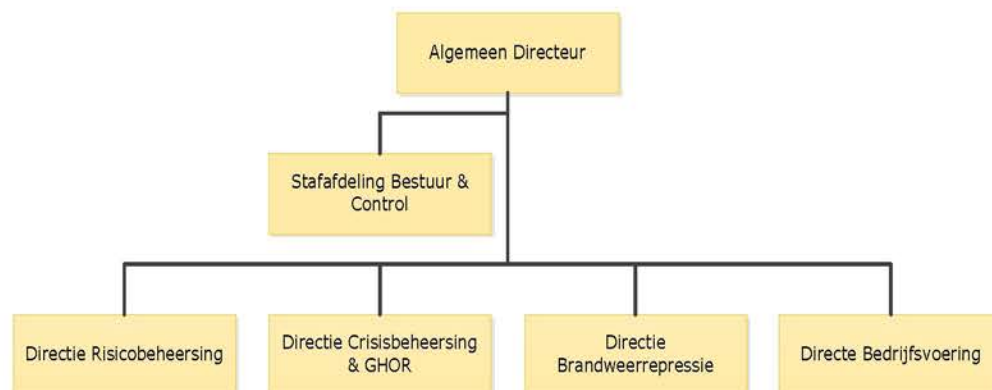 Algemeen Directeur
Stafafdeling Bestuur &
Control
Directie Risicobeheersing
Directie Crisisbeheersing
& GHOR
Directie
Brandweerrepressie
Directe Bedrijfsvoering